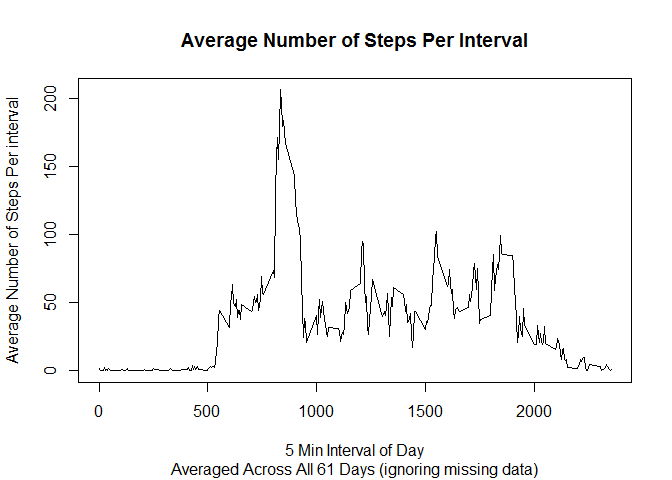 Average Number of Steps Per Interval
Average Number of Steps Per Interval
200
150
100
50
0
0 500 1000 1500 2000
5 Min Interval of Day
Averaged Across All 61 Days (ignoring missing data)